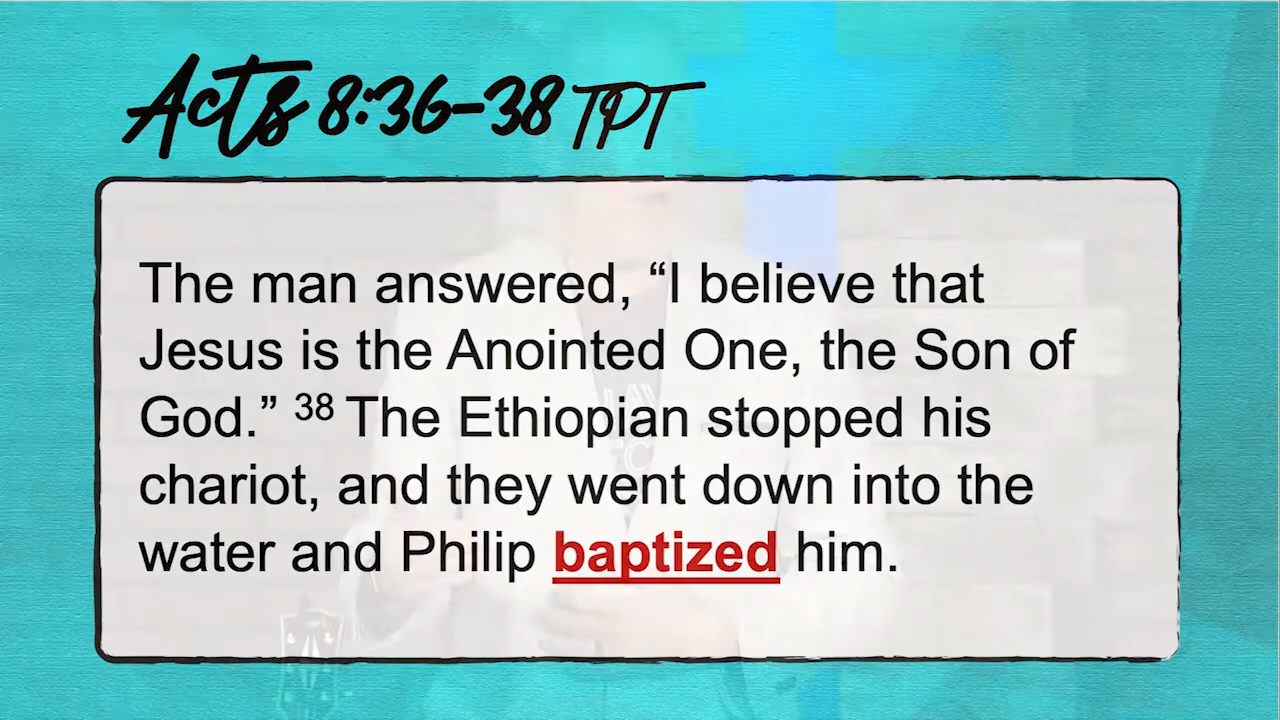 Acts 8:36-38 TPT
The man answered, “I believe that
Jesus is the Anointed One, the Son of
God.” 38 The Ethiopian stopped his
chariot, and they went down into the
water and Philip baptized him.